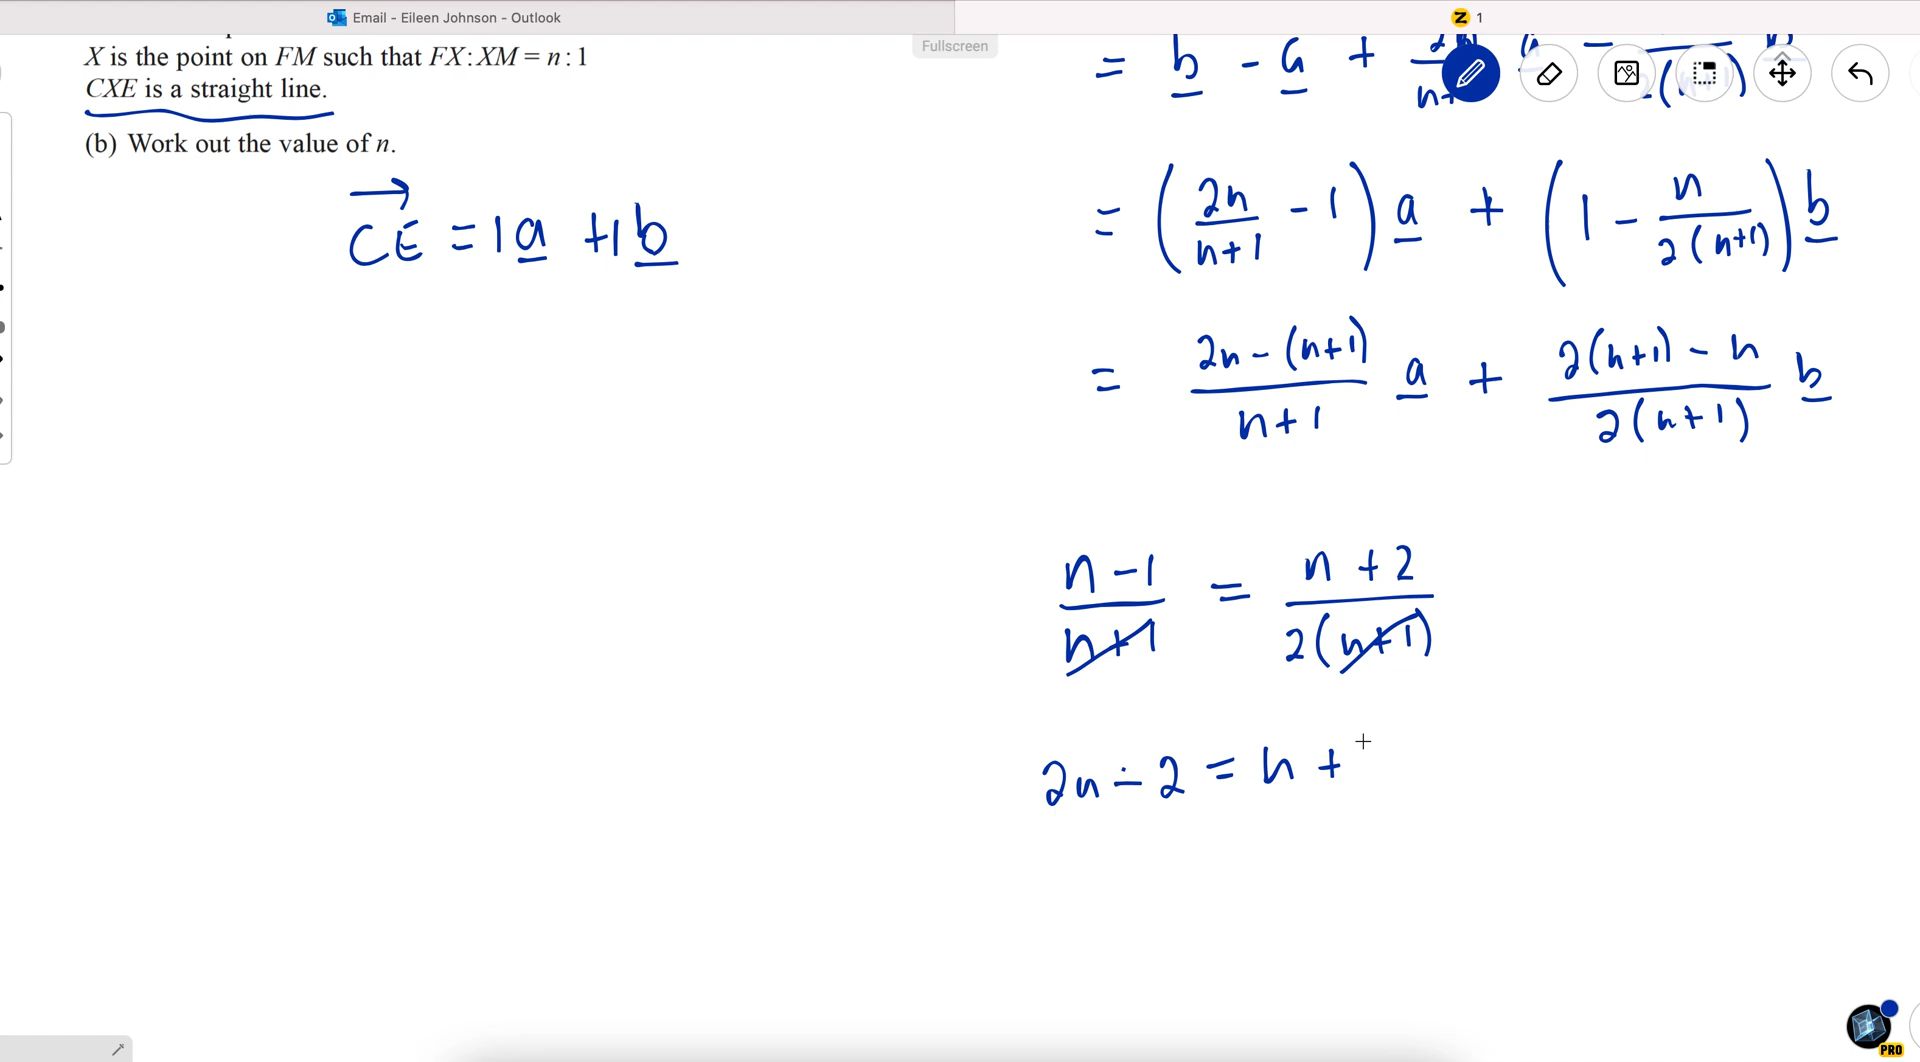 Email - Eileen Johnson - Outlook
1
Fullscreen
X is the point on FM such that FX : XM = n : 1
CXE is a straight line.
(b) Work out the value of n.
CE = 1a + 1b
= b - a +
= (2n/n+1 - 1) a + (1 - n/2(n+1)) b
= 2n-(n+1)/n+1 a + 2(n+1)-n/2(n+1) b
n-1/n+1 = n+2/2(n+1)
2n - 2 = n +
PRO